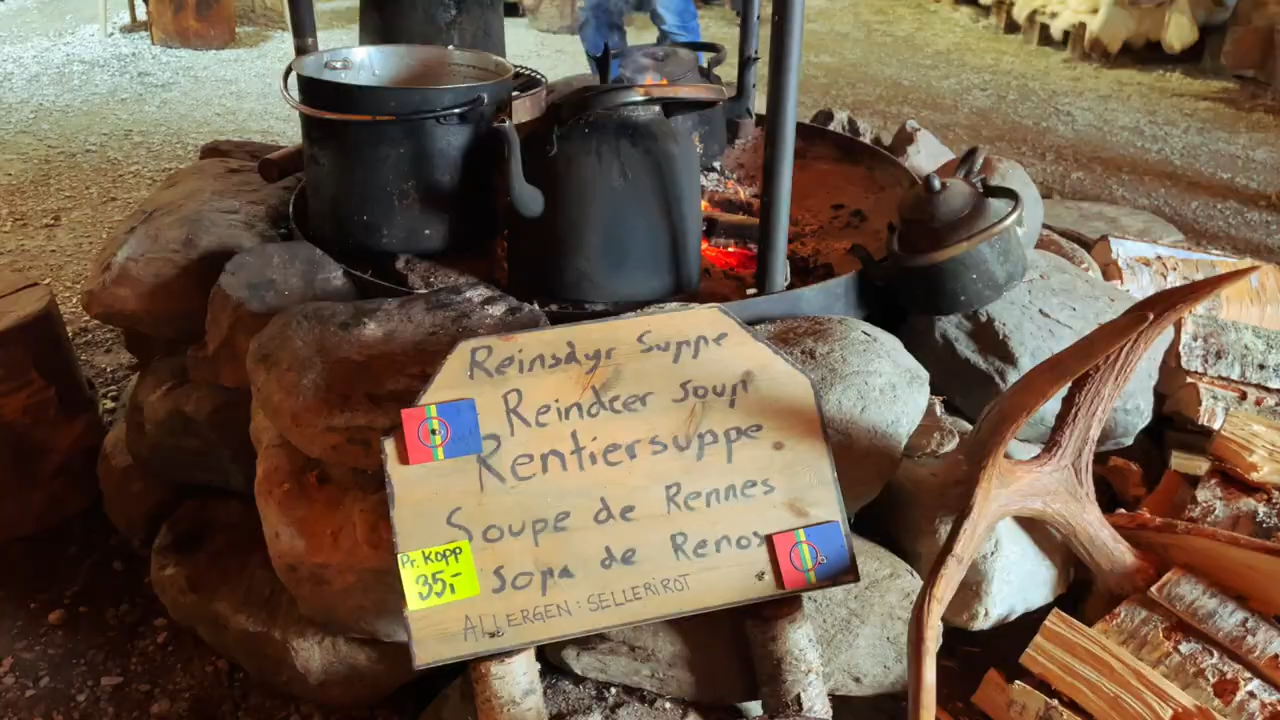 Reinsdyr Suppe
Reindeer Soup
Rentiersuppe
Soupe de Rennes
Sopa de Renos
Pr. Kopp
35,-
ALLERGEN: SELLERIROT